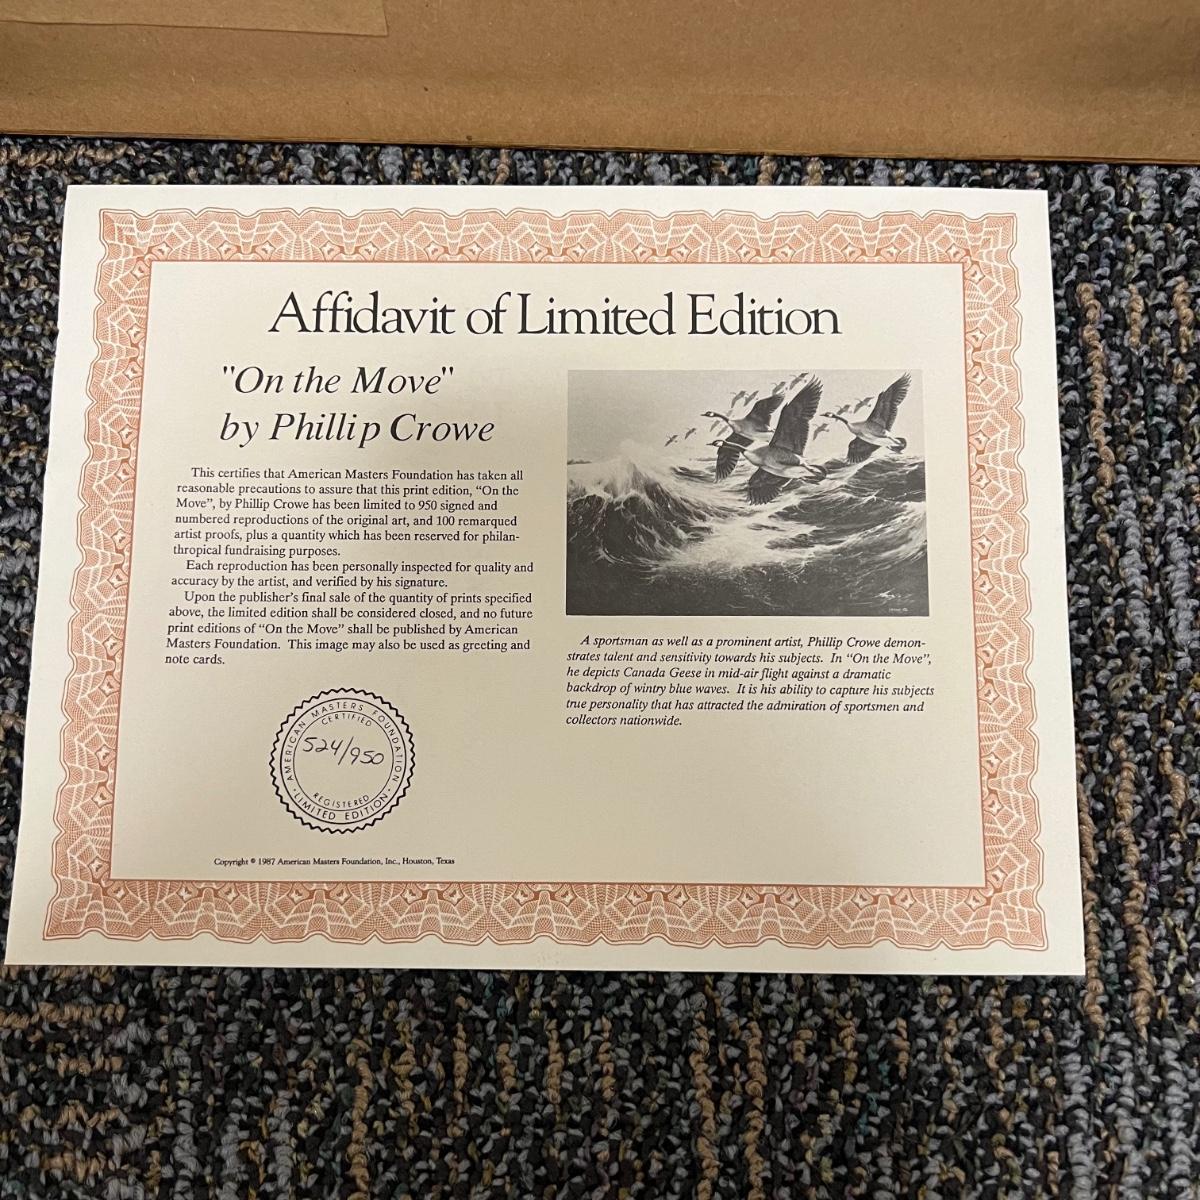 Affidavit of Limited Edition
"On the Move"
by Phillip Crowe
This certifies that American Masters Foundation has taken all
reasonable precautions to assure that this print edition, “On the
Move”, by Phillip Crowe has been limited to 950 signed and
numbered reproductions of the original art, and 100 remarqued
artist proofs, plus a quantity which has been reserved for philan-
thropical fundraising purposes.
Each reproduction has been personally inspected for quality and
accuracy by the artist, and verified by his signature.
Upon the publisher’s final sale of the quantity of prints specified
above, the limited edition shall be considered closed, and no future
print editions of “On the Move” shall be published by American
Masters Foundation. This image may also be used as greeting and
note cards.
AMERICAN MASTERS FOUNDATION
CERTIFIED
524/950
REGISTERED
LIMITED EDITION
Copyright © 1987 American Masters Foundation, Inc., Houston, Texas
A sportsman as well as a prominent artist, Phillip Crowe demon-
strates talent and sensitivity towards his subjects. In “On the Move”,
he depicts Canada Geese in mid-air flight against a dramatic
backdrop of wintry blue waves. It is his ability to capture his subjects
true personality that has attracted the admiration of sportsmen and
collectors nationwide.